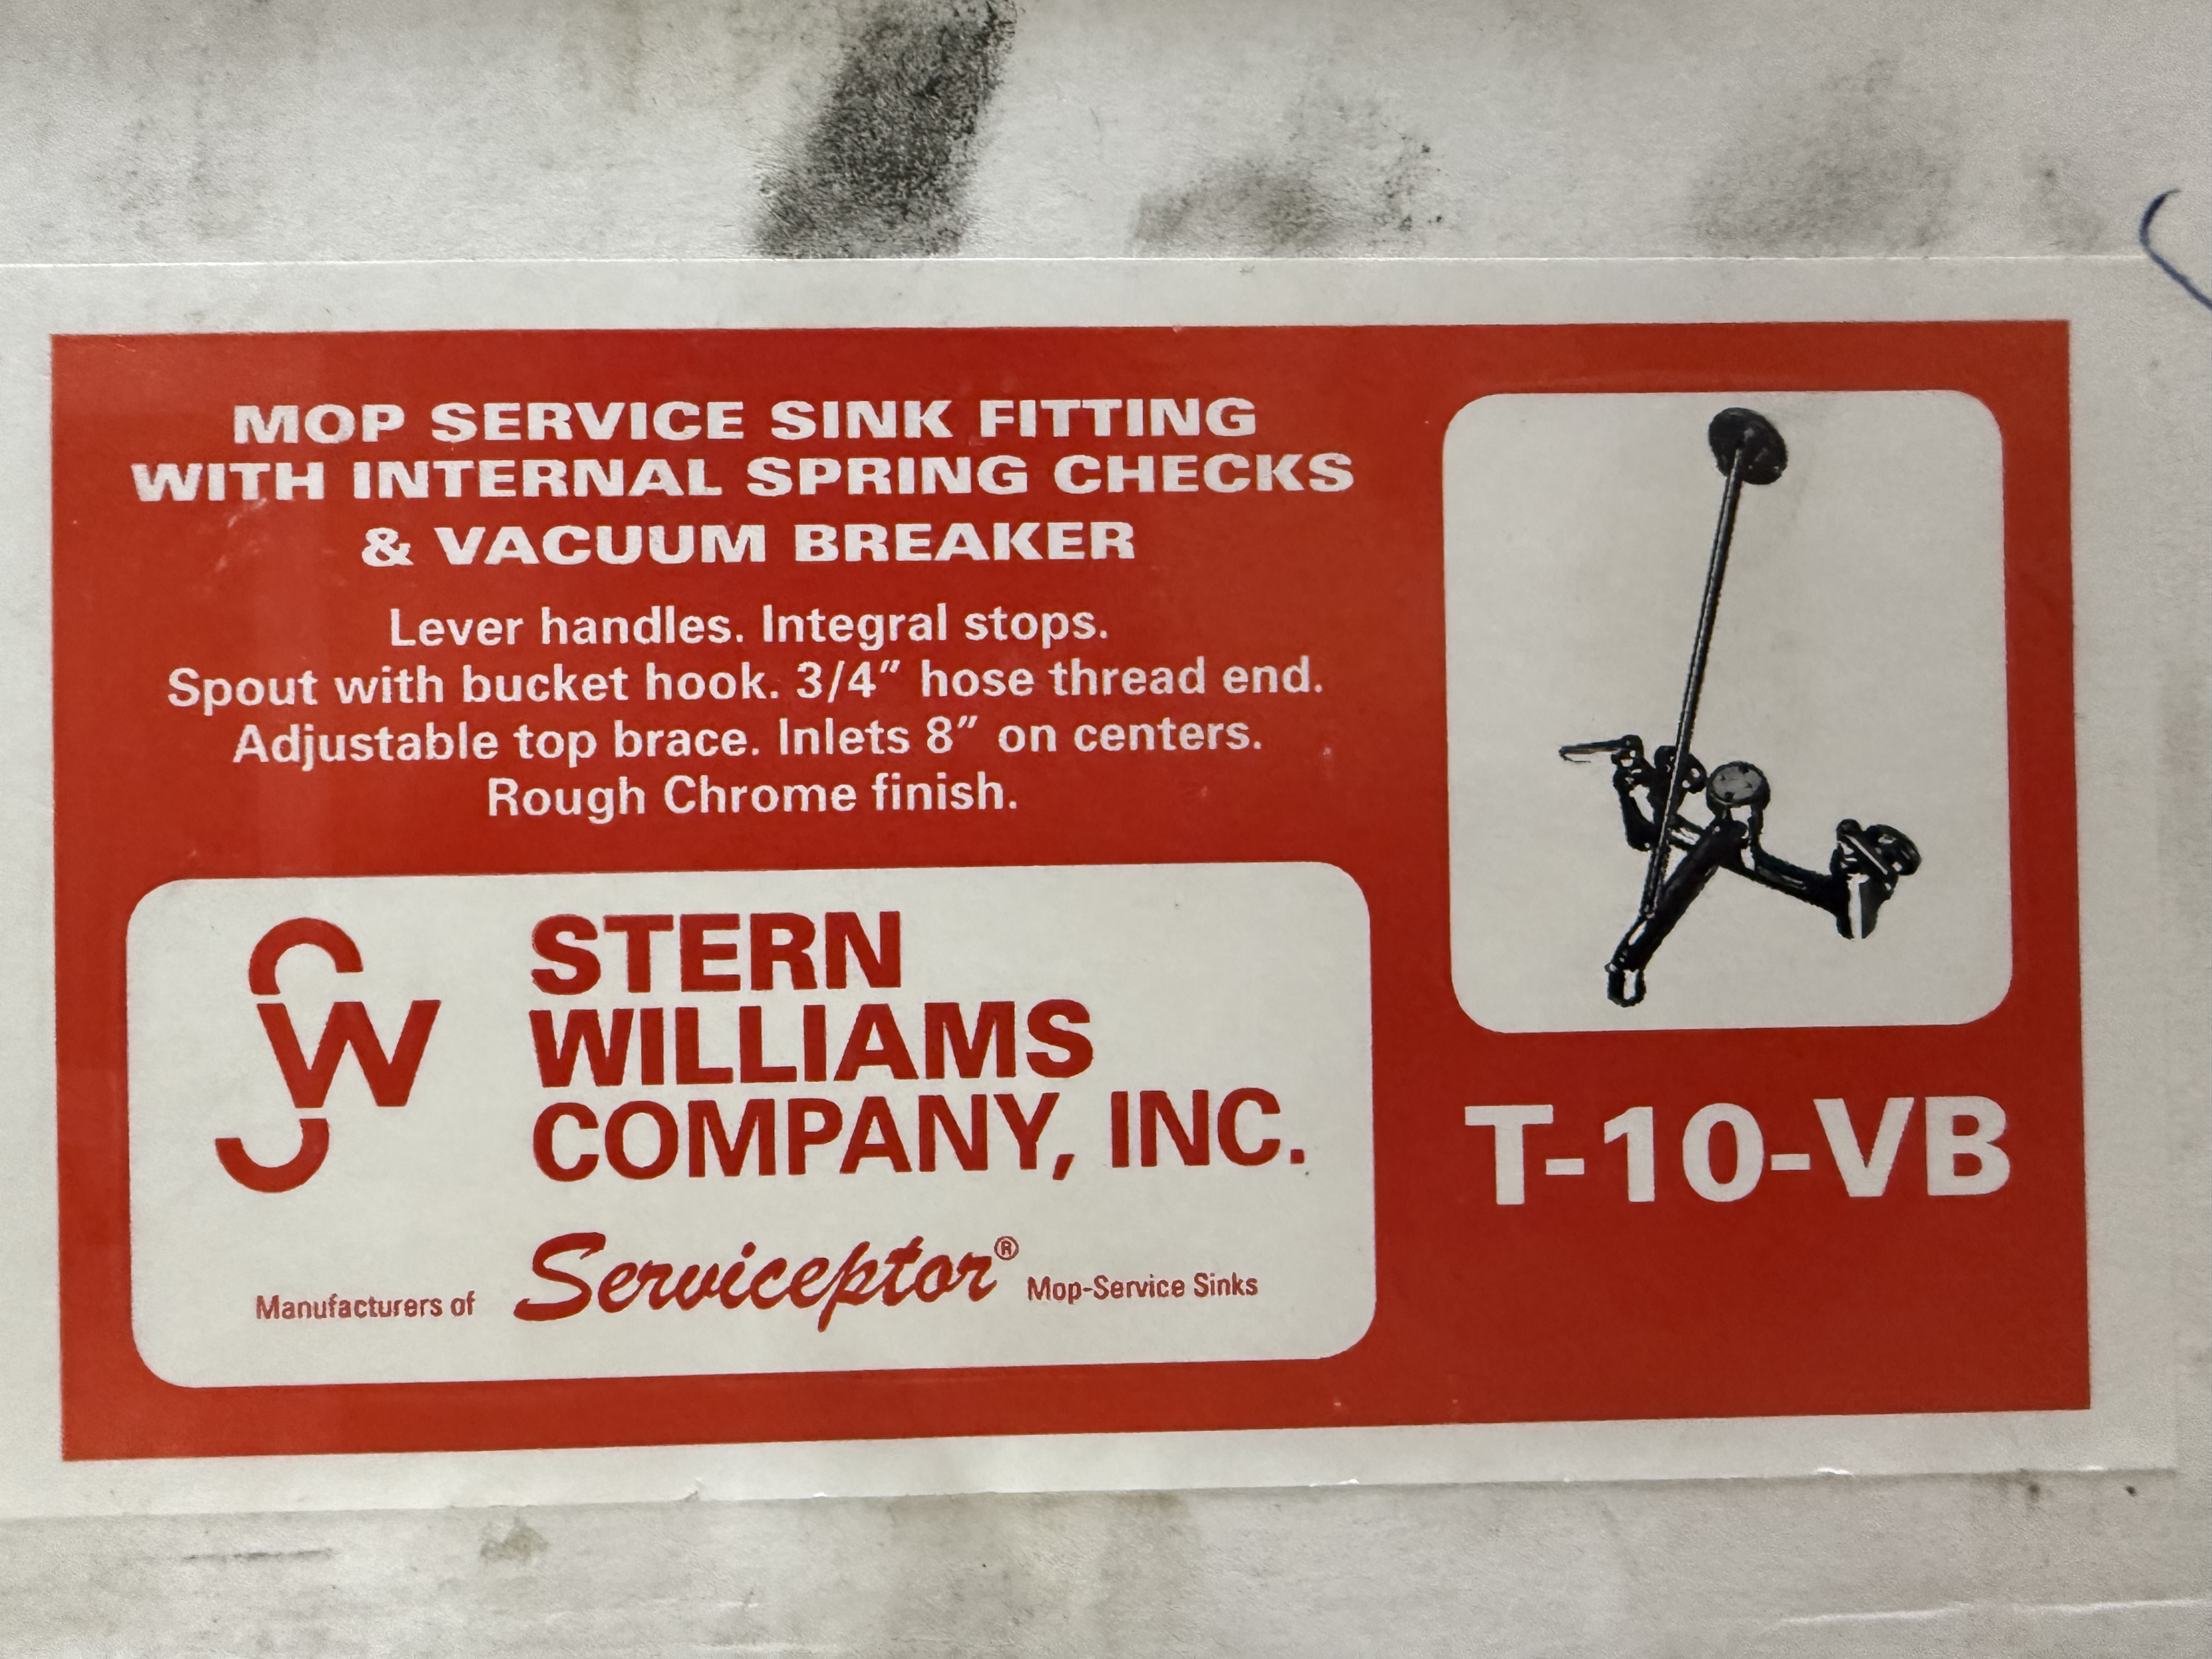 MOP SERVICE SINK FITTING
WITH INTERNAL SPRING CHECKS
& VACUUM BREAKER
Lever handles. Integral stops.
Spout with bucket hook. 3/4" hose thread end.
Adjustable top brace. Inlets 8" on centers.
Rough Chrome finish.
SW
STERN
WILLIAMS
COMPANY, INC.
Manufacturers of Serviceptor® Mop-Service Sinks
T-10-VB